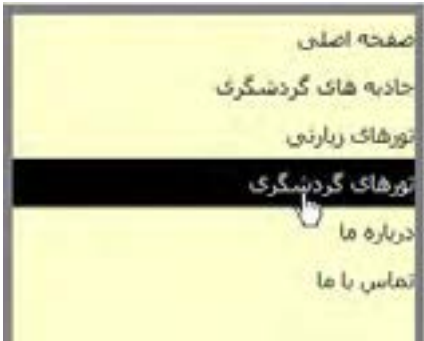 صفحه اصلی
جاذبه های گردشگری
تورهای زیارتی
تورهای گردشگری
درباره ما
تماس با ما